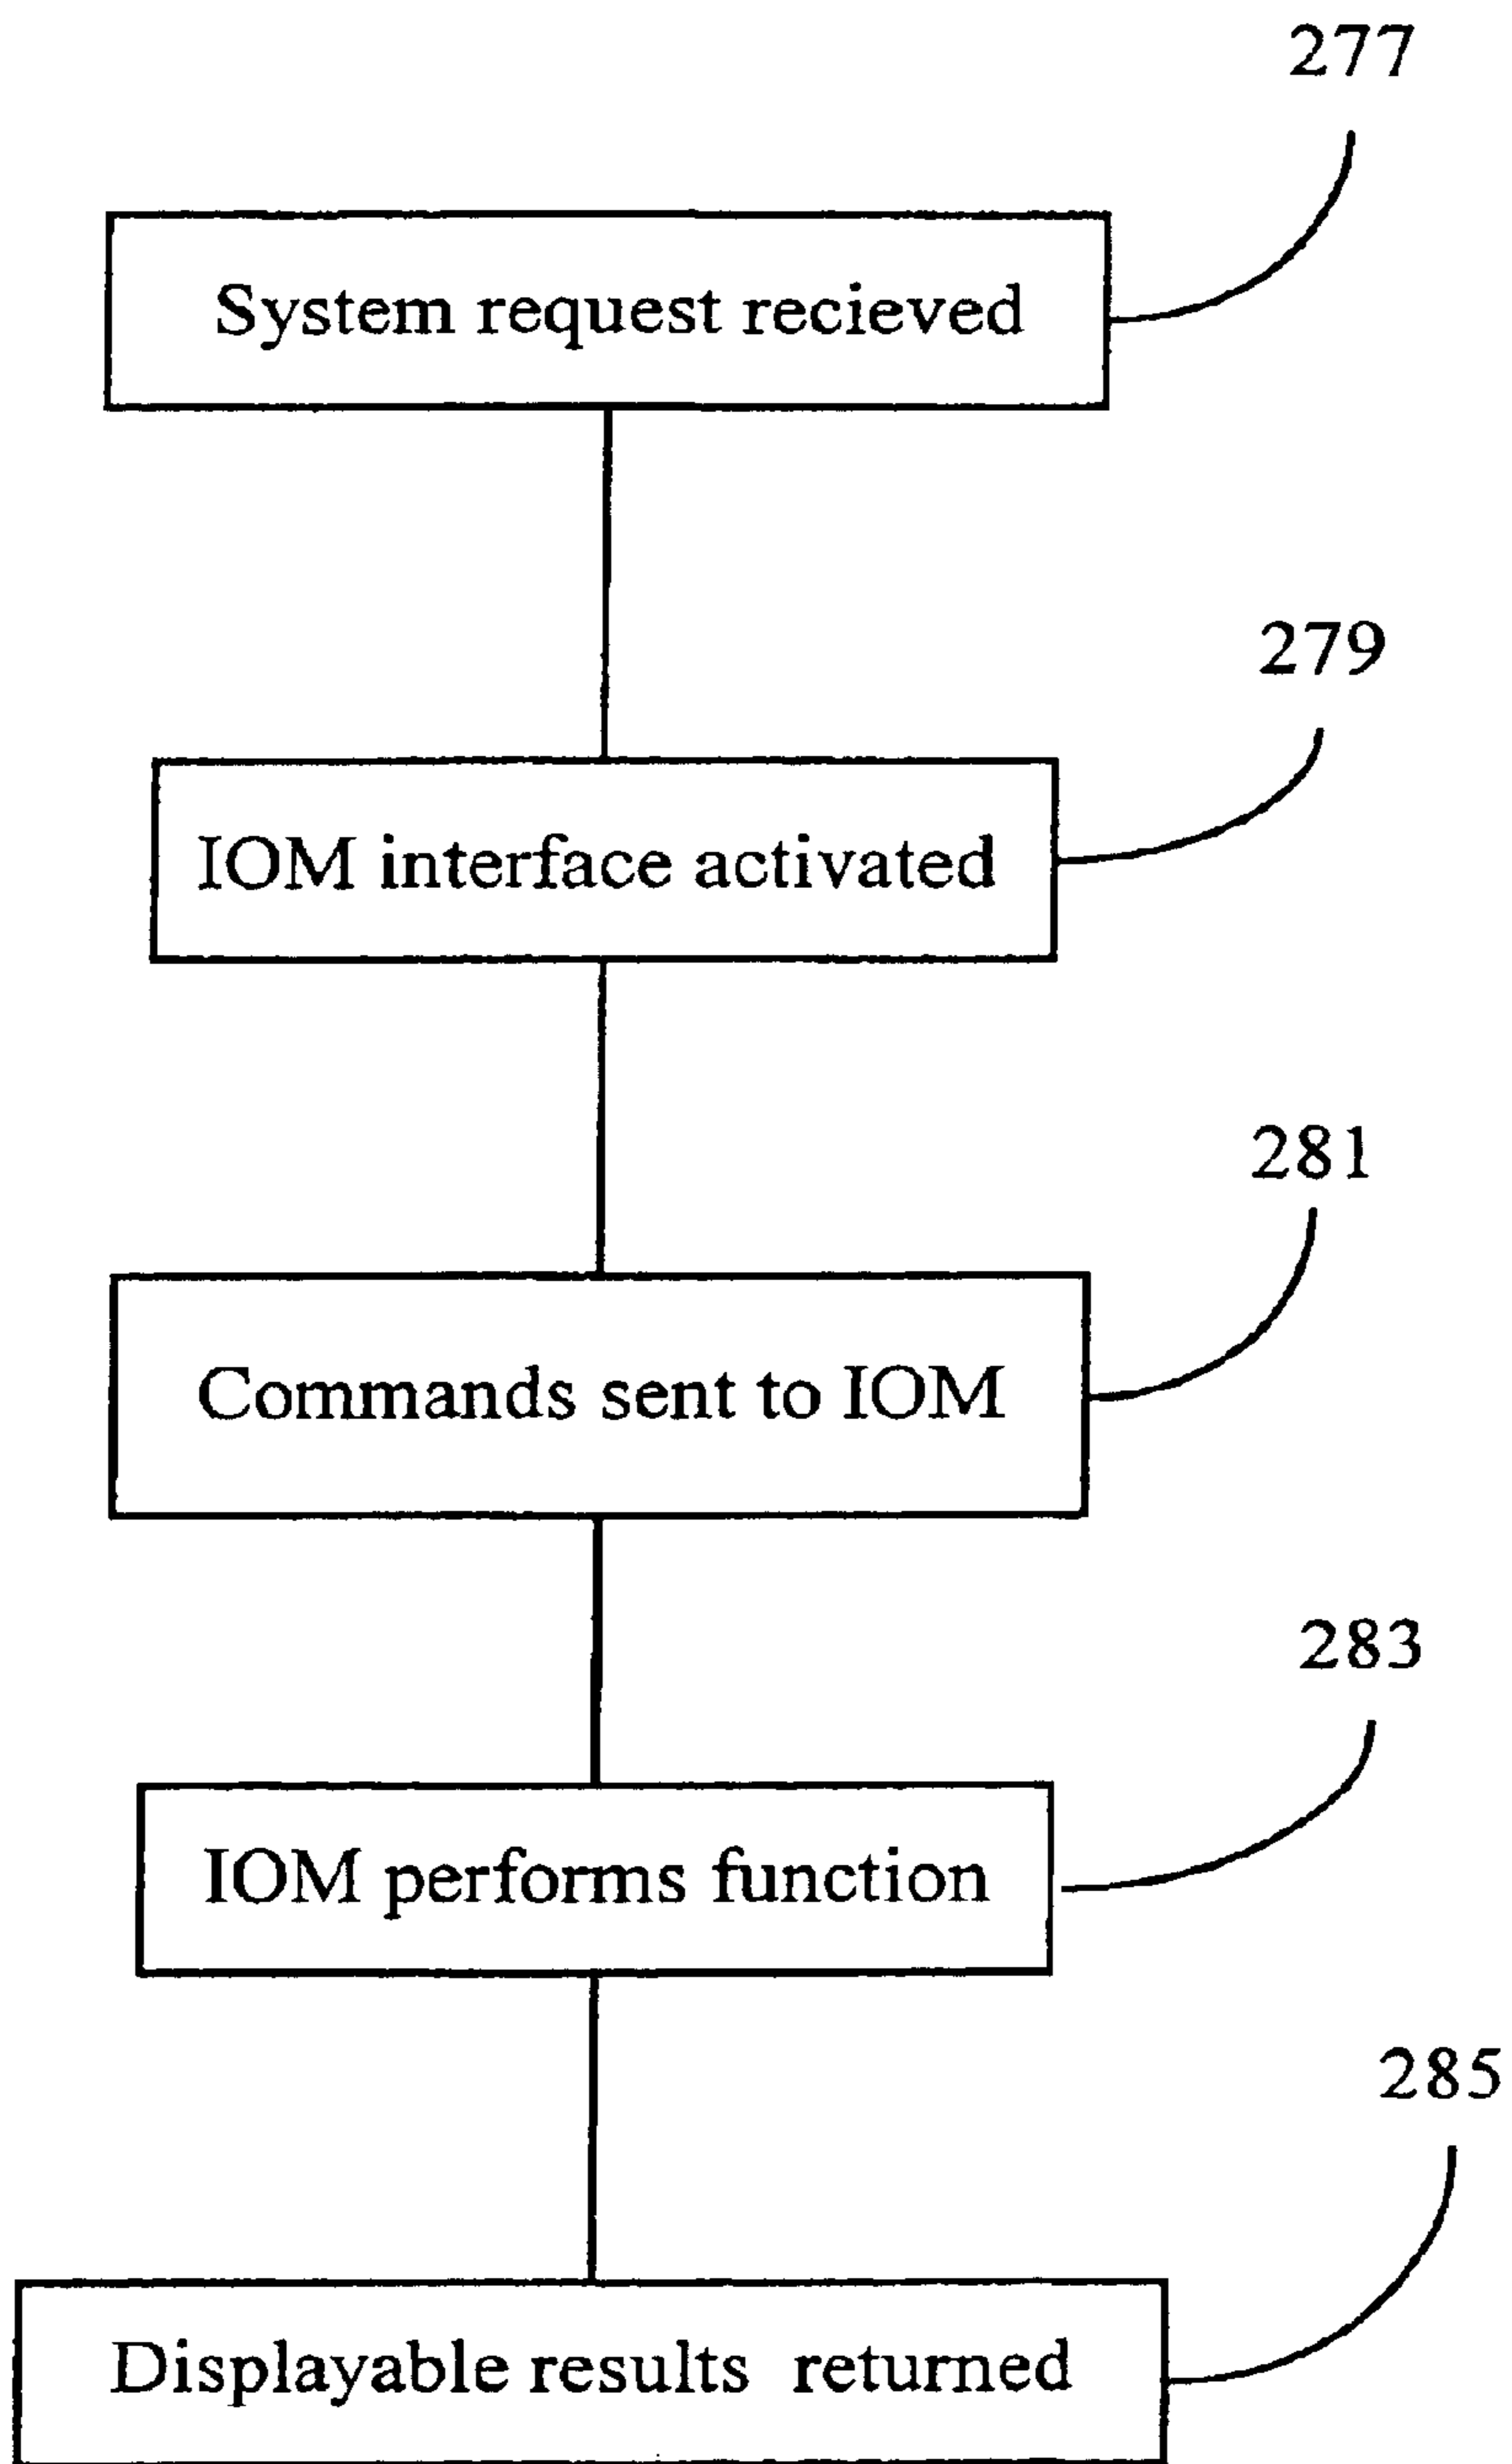 277
System request recieved
279
IOM interface activated
281
Commands sent to IOM
283
IOM performs function
285
Displayable results returned